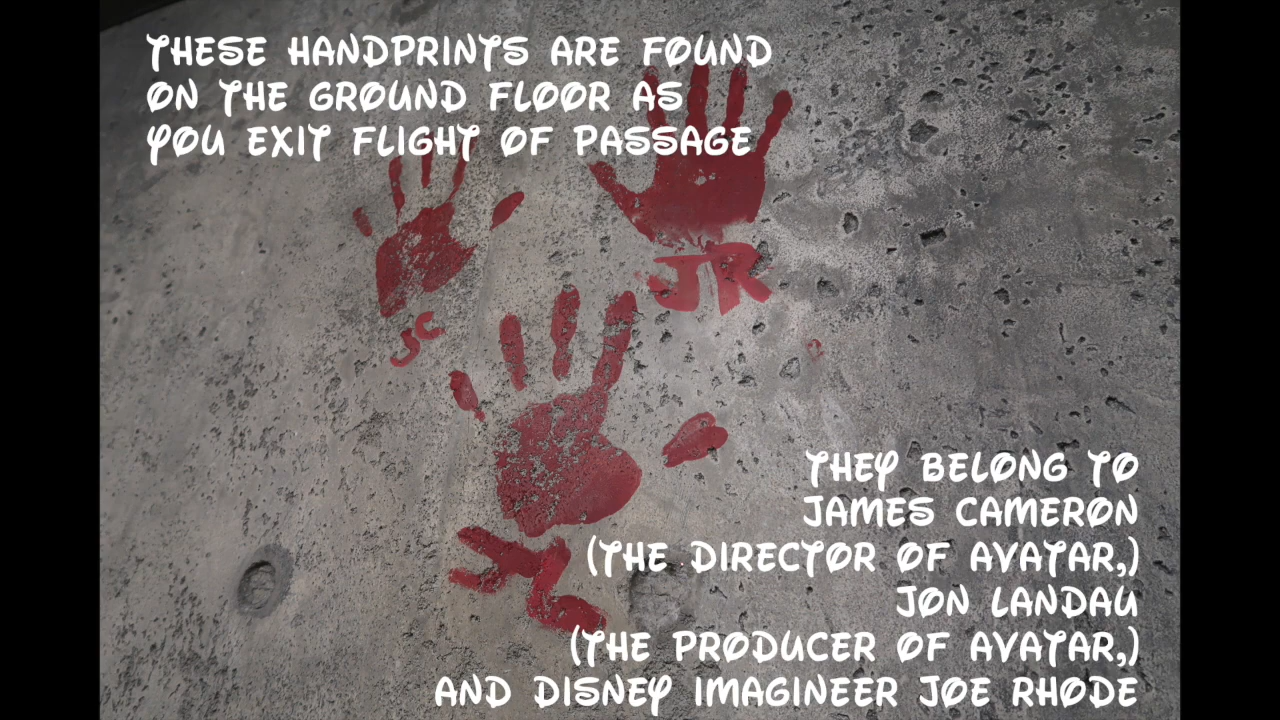 THESE HANDPRINTS ARE FOUND
ON THE GROUND FLOOR AS
YOU EXIT FLIGHT OF PASSAGE
JR
JC
JL
THEY BELONG TO
JAMES CAMERON
(THE DIRECTOR OF AVATAR,)
JON LANDAU
(THE PRODUCER OF AVATAR,)
AND DISNEY IMAGINEER JOE RHODE